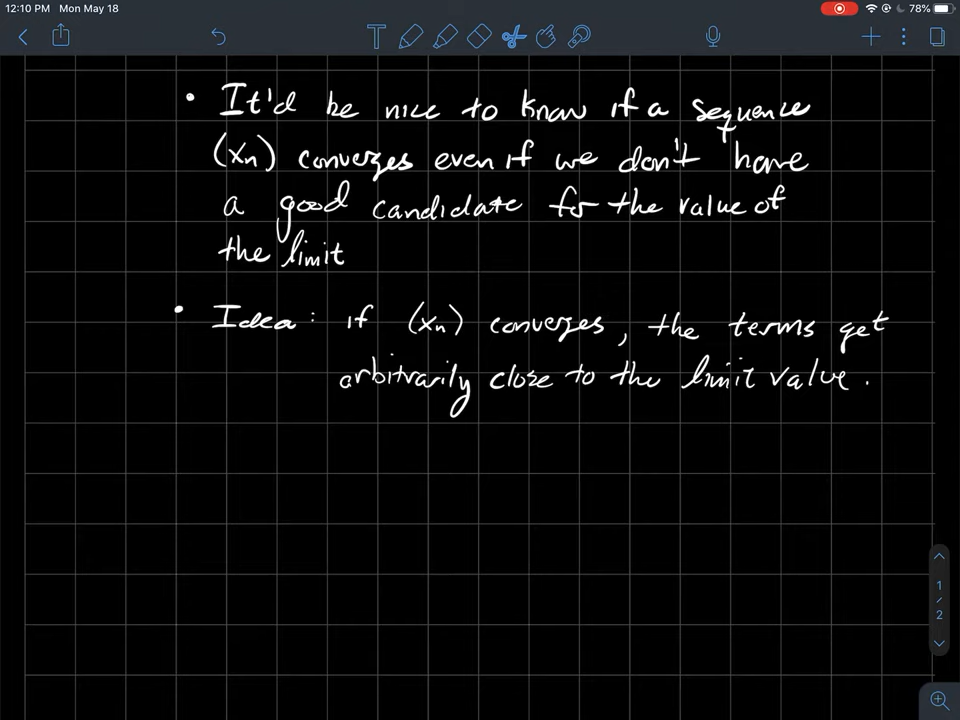 12:10 PM Mon May 18
78%
• It'd be nice to know if a sequence
(xn) converges even if we don't have
a good candidate for the value of
the limit
• Idea: if (xn) converges, the terms get
arbitrarily close to the limit value.
1
/
2